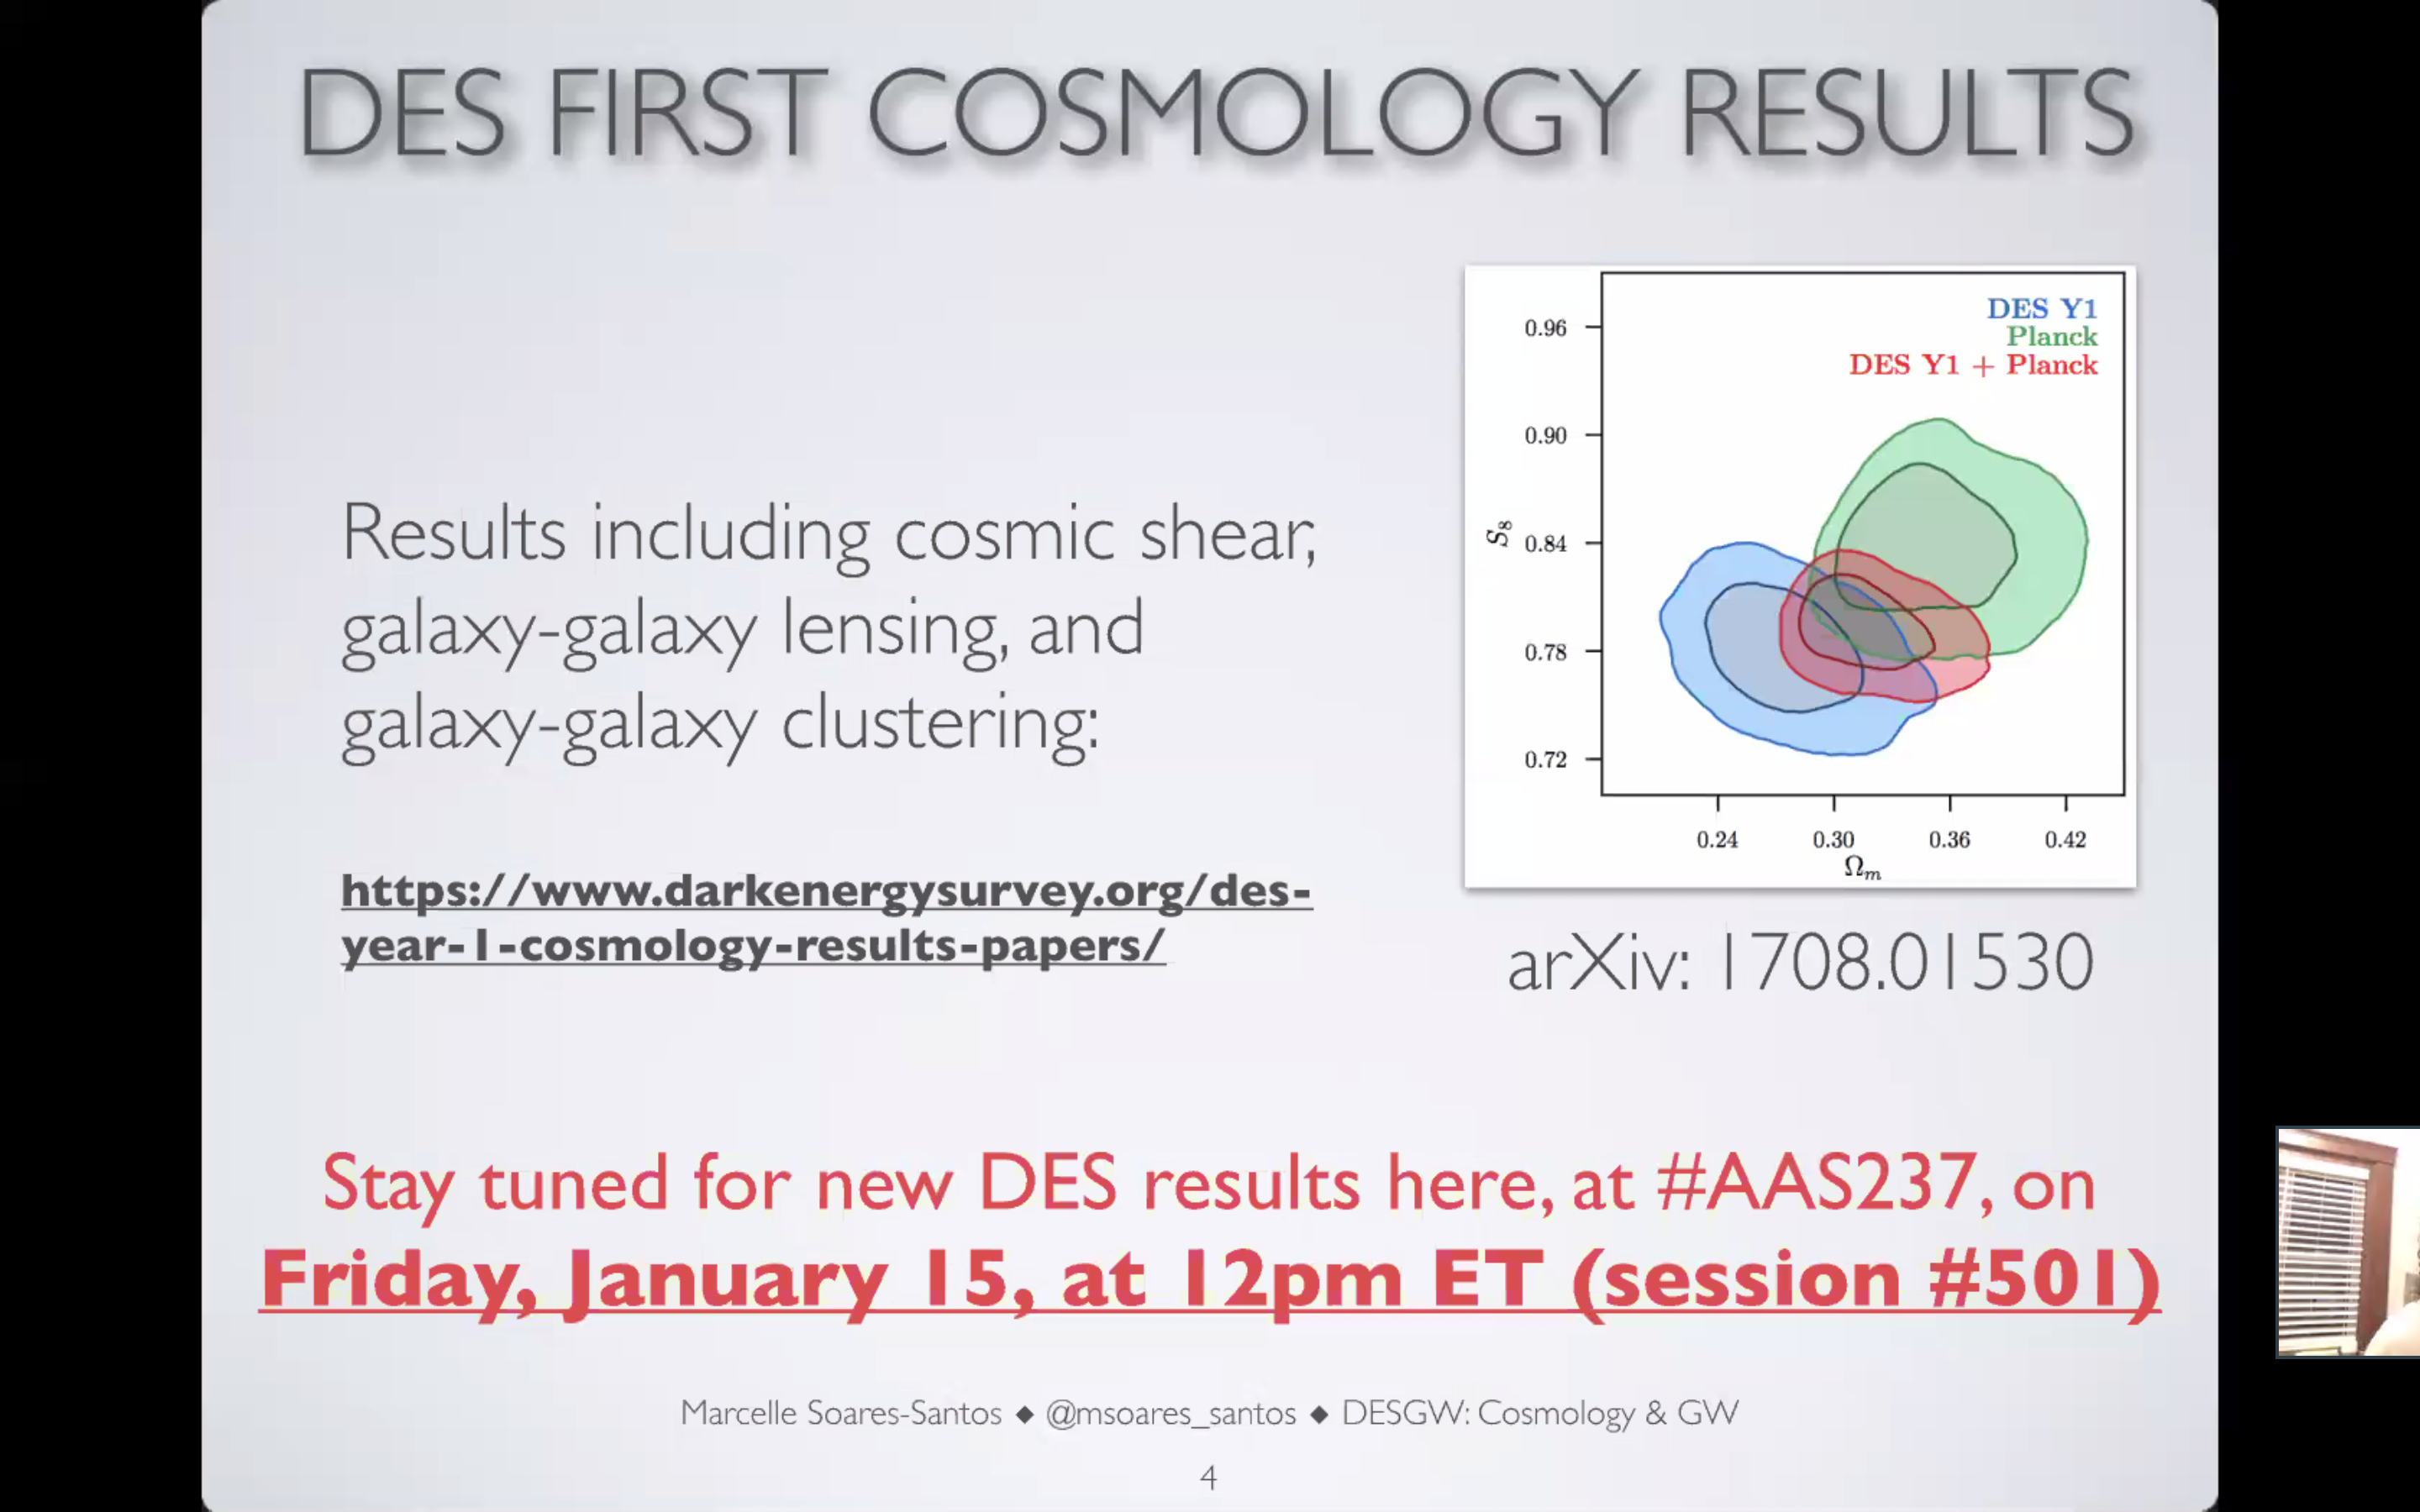 DES FIRST COSMOLOGY RESULTS
Results including cosmic shear,
galaxy-galaxy lensing, and
galaxy-galaxy clustering:
https://www.darkenergysurvey.org/des-
year-1-cosmology-results-papers/
DES Y1
Planck
DES Y1 + Planck
0.96
0.90
S₈
0.84
0.78
0.72
0.24 0.30 0.36 0.42
Ωₘ
arXiv: 1708.01530
Stay tuned for new DES results here, at #AAS237, on
Friday, January 15, at 12pm ET (session #501)
Marcelle Soares-Santos ◆ @msoares_santos ◆ DESGW: Cosmology & GW
4